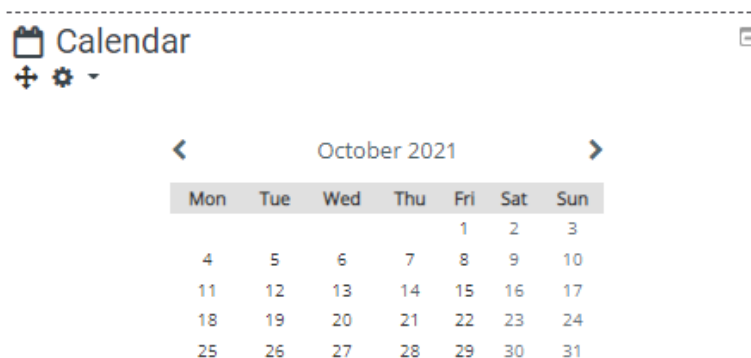 Calendar
October 2021
Mon Tue Wed Thu Fri Sat Sun
1 2 3
4 5 6 7 8 9 10
11 12 13 14 15 16 17
18 19 20 21 22 23 24
25 26 27 28 29 30 31